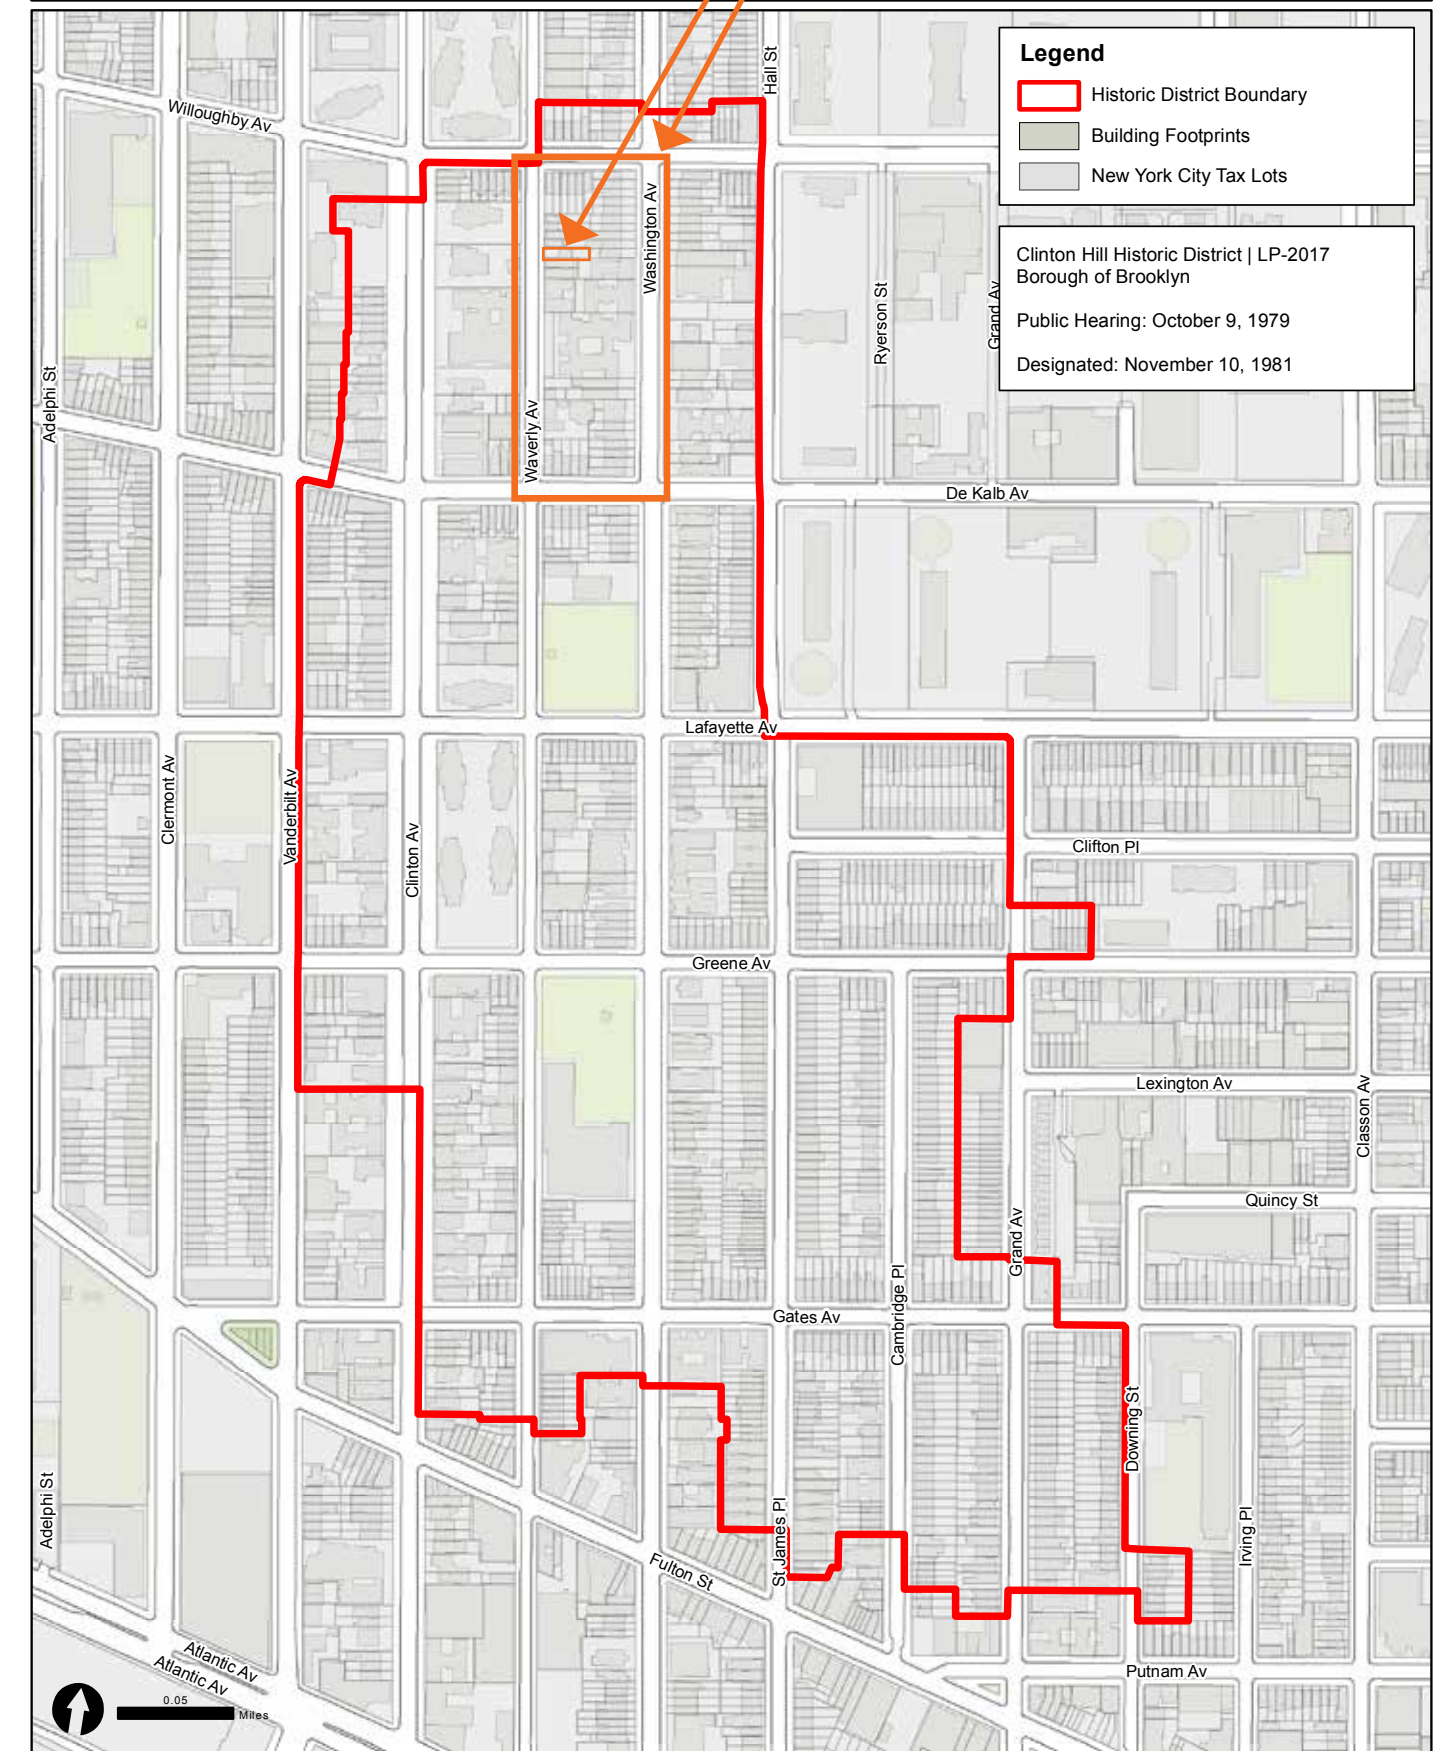 Legend
Historic District Boundary
Building Footprints
New York City Tax Lots
Clinton Hill Historic District | LP-2017
Borough of Brooklyn
Public Hearing: October 9, 1979
Designated: November 10, 1981
Hall St
Willoughby Av
Washington Av
Ryerson St
Grand Av
Adelphi St
Waverly Av
De Kalb Av
Lafayette Av
Clermont Av
Vanderbilt Av
Clinton Av
Clifton Pl
Greene Av
Lexington Av
Classon Av
Quincy St
Grand Av
Cambridge Pl
Gates Av
Downing St
Adelphi St
St James Pl
Irving Pl
Fulton St
Atlantic Av
Atlantic Av
Putnam Av
0.05
Miles